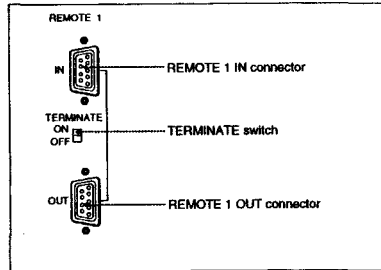 REMOTE 1
IN
REMOTE 1 IN connector
TERMINATE
ON
OFF
TERMINATE switch
OUT
REMOTE 1 OUT connector